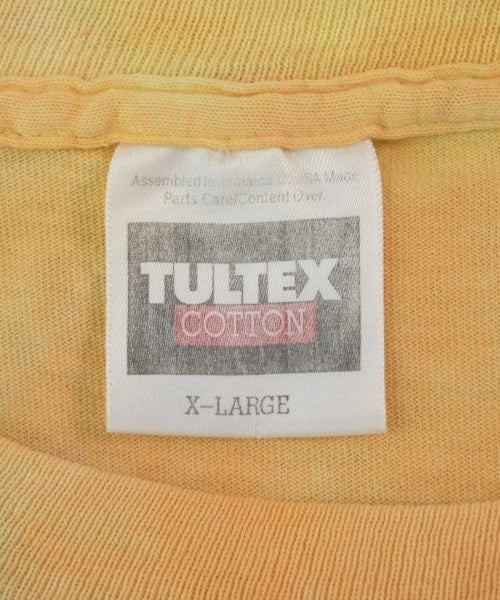 Assembled In Jamaica Of USA Made
Parts Care/Content Over.
TULTEX®
COTTON
X-LARGE